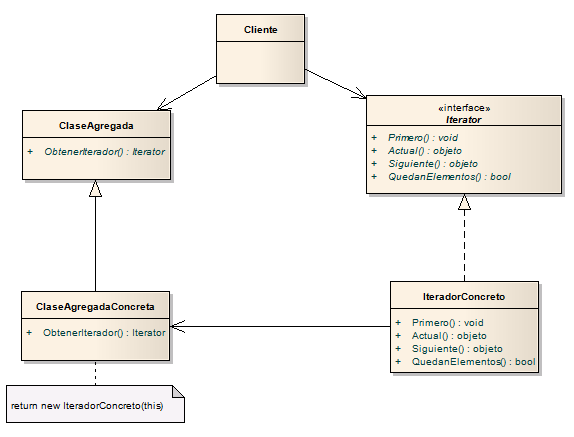 Cliente
ClaseAgregada
+ ObtenerIterador() : Iterator
«interface»
Iterator
+ Primero() : void
+ Actual() : objeto
+ Siguiente() : objeto
+ QuedanElementos() : bool
ClaseAgregadaConcreta
+ ObtenerIterador() : Iterator
IteradorConcreto
+ Primero() : void
+ Actual() : objeto
+ Siguiente() : objeto
+ QuedanElementos() : bool
return new IteradorConcreto(this)